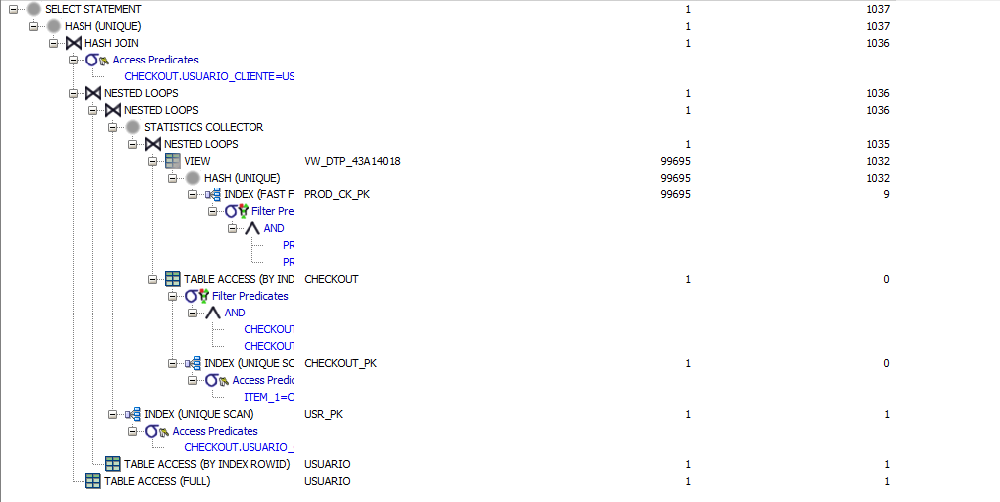 SELECT STATEMENT 1 1037
HASH (UNIQUE) 1 1037
HASH JOIN 1 1036
Access Predicates
CHECKOUT.USUARIO_CLIENTE=US
NESTED LOOPS 1 1036
NESTED LOOPS 1 1036
STATISTICS COLLECTOR
NESTED LOOPS 1 1035
VIEW VW_DTP_43A14018 99695 1032
HASH (UNIQUE) 99695 1032
INDEX (FAST F PROD_CK_PK 99695 9
Filter Pre
AND
PR
PR
TABLE ACCESS (BY IND CHECKOUT 1 0
Filter Predicates
AND
CHECKOUT
CHECKOUT
INDEX (UNIQUE SC CHECKOUT_PK 1 0
Access Predic
ITEM_1=C
INDEX (UNIQUE SCAN) USR_PK 1 1
Access Predicates
CHECKOUT.USUARIO_
TABLE ACCESS (BY INDEX ROWID) USUARIO 1 1
TABLE ACCESS (FULL) USUARIO 1 1